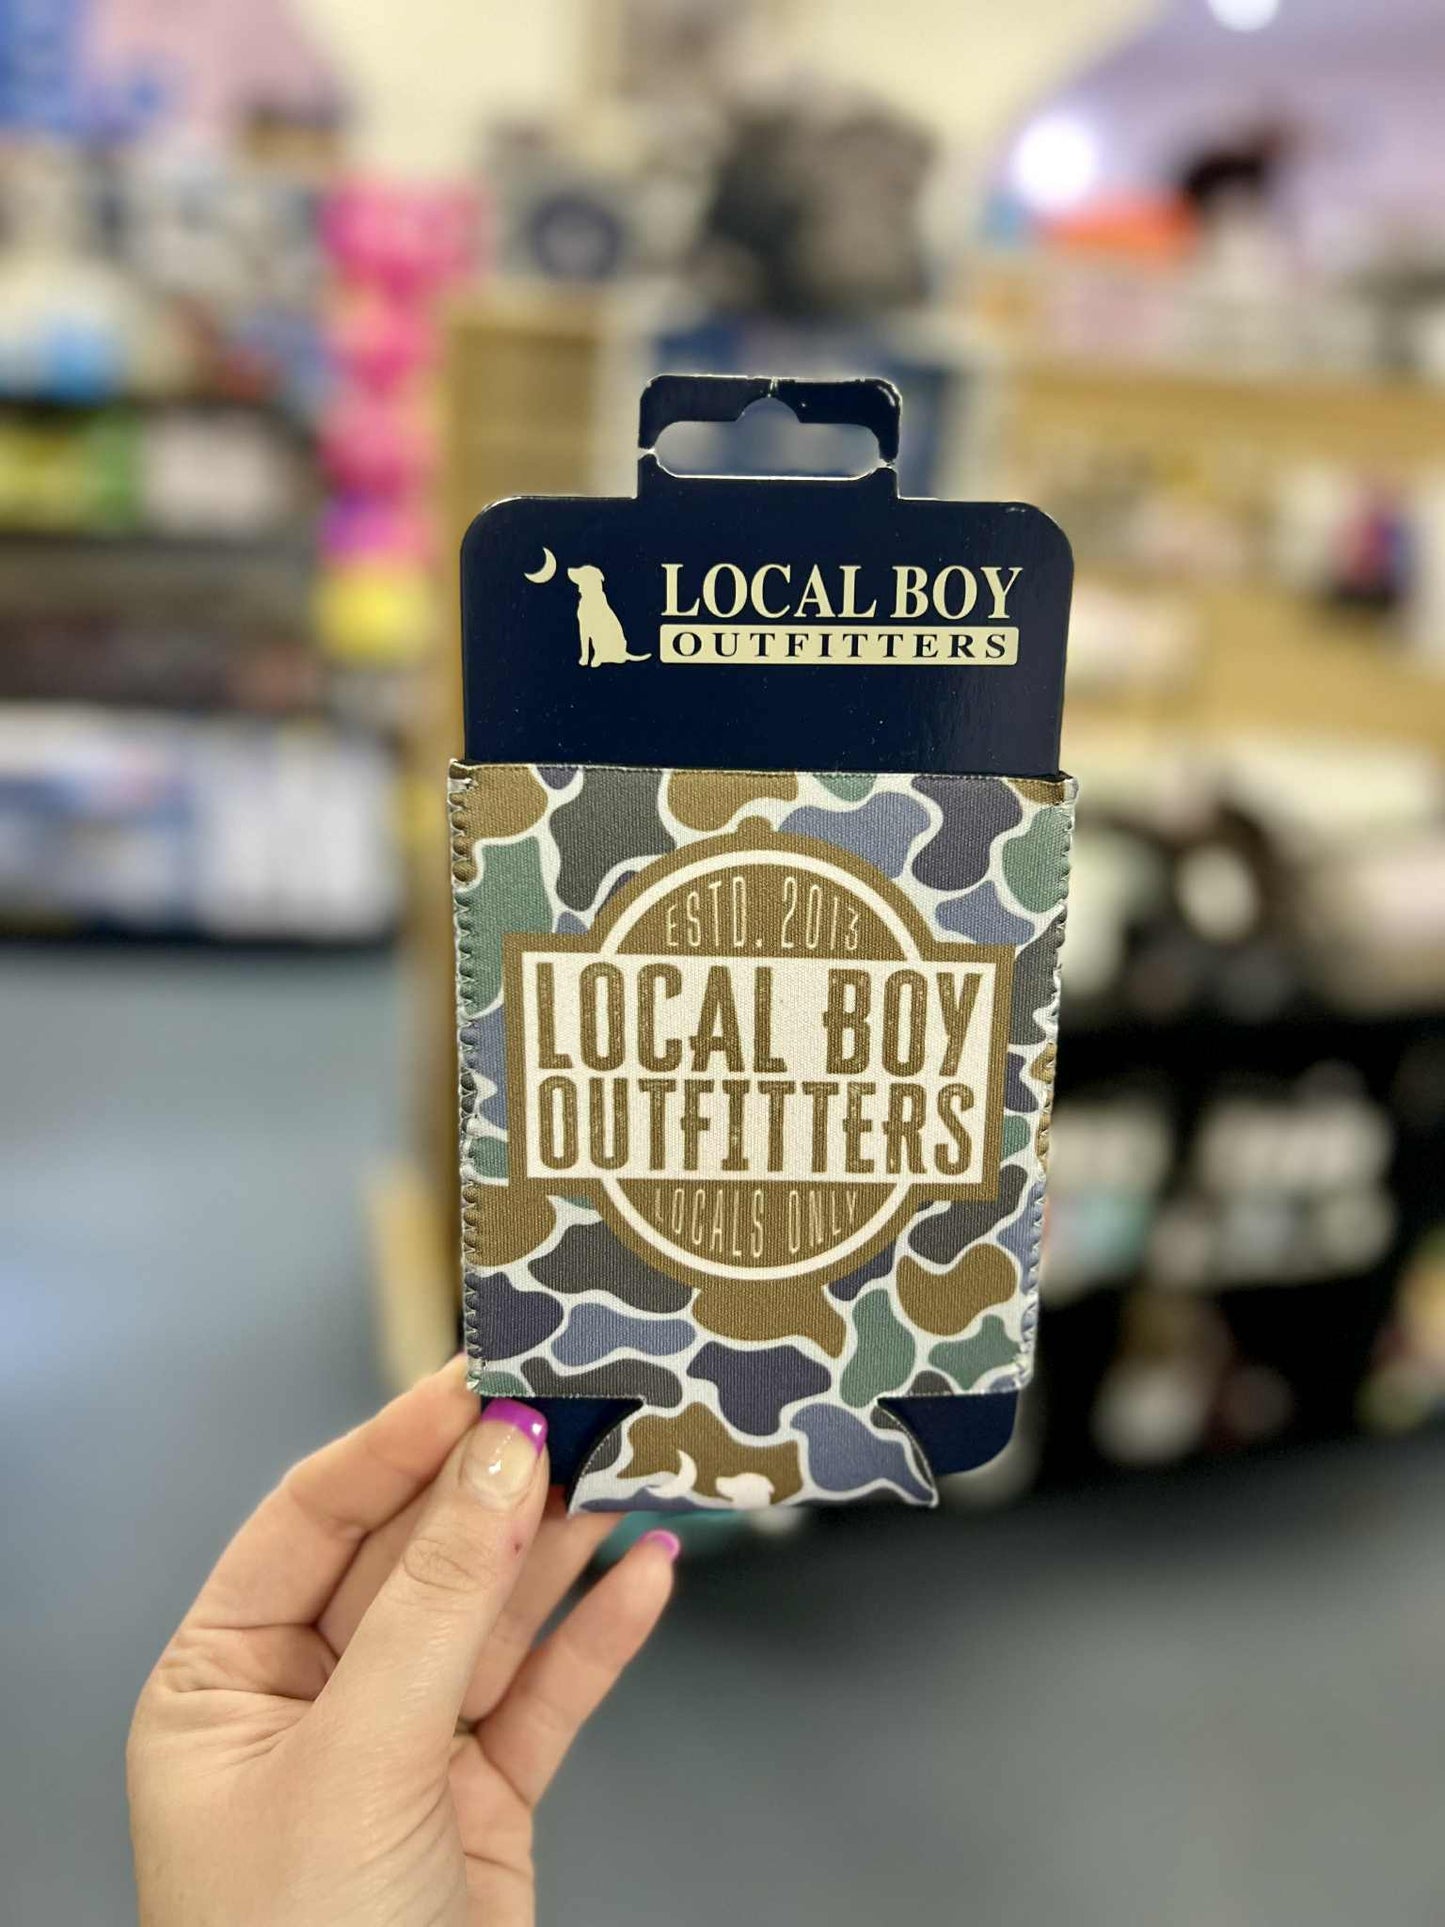 LOCAL BOY
OUTFITTERS
ESTD. 2013
LOCAL BOY
OUTFITTERS
LOCALS ONLY